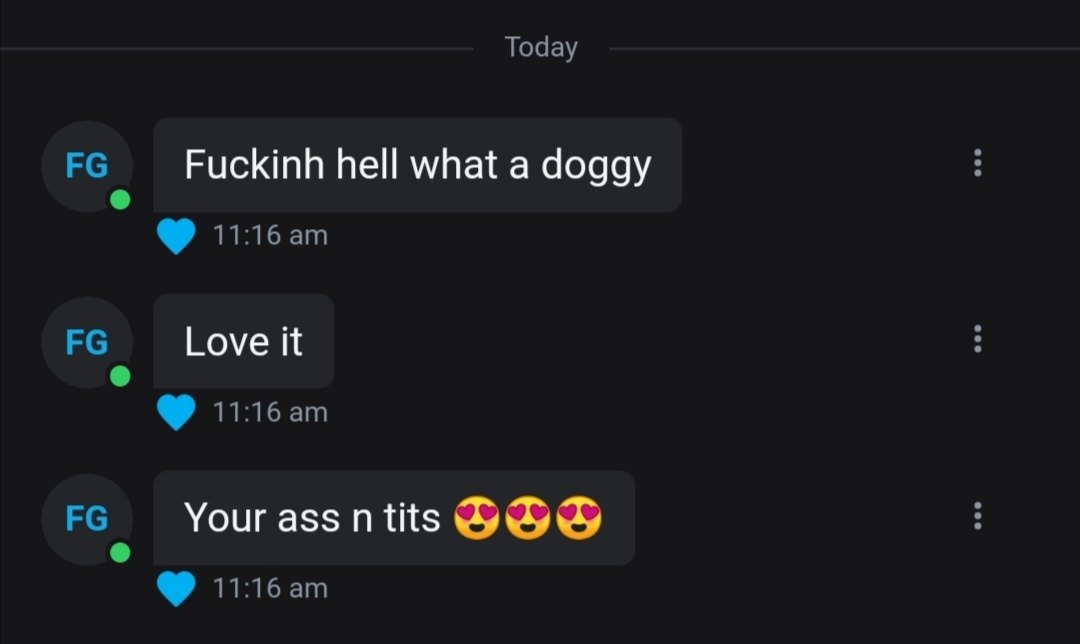 Today
FG
Fuckinh hell what a doggy
11:16 am
FG
Love it
11:16 am
FG
Your ass n tits 😍😍😍
11:16 am